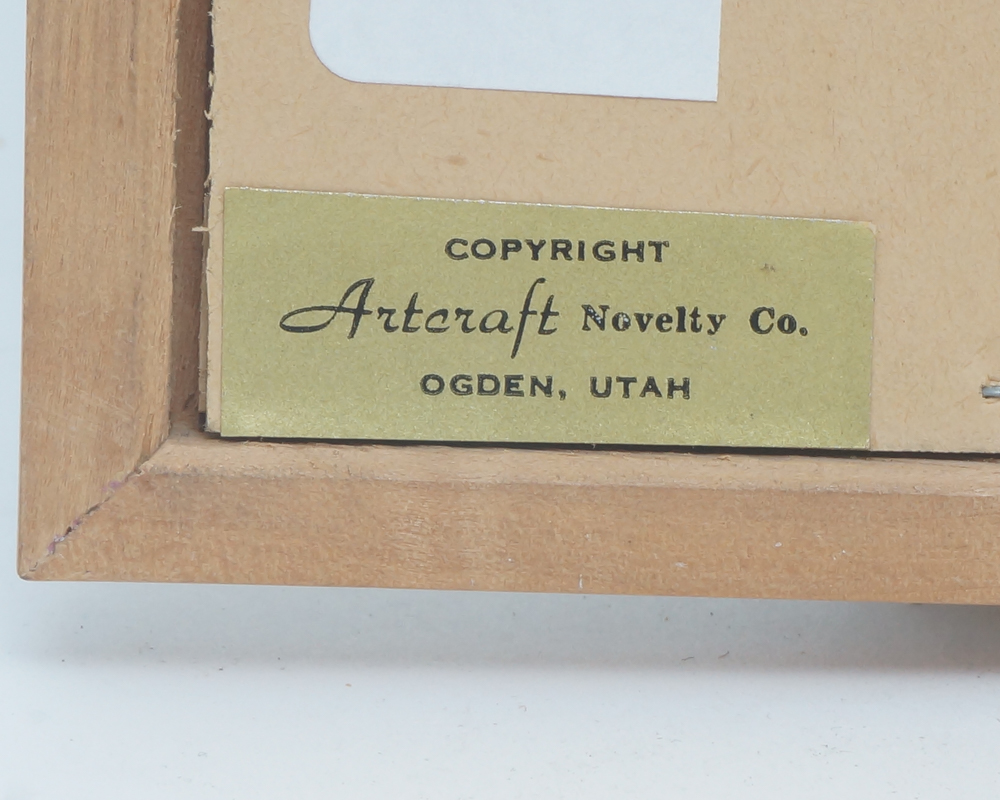 COPYRIGHT
Artcraft Novelty Co.
OGDEN, UTAH